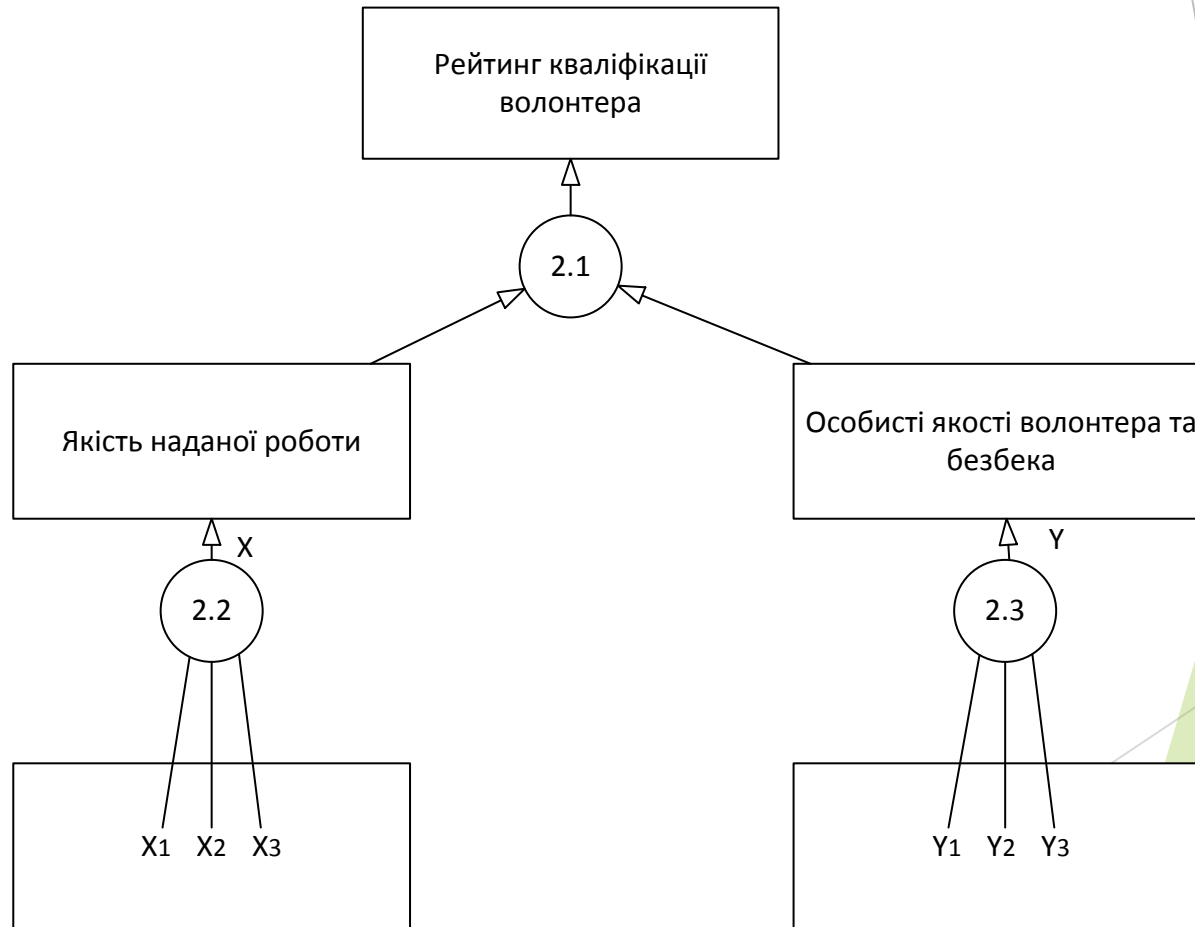 Рейтинг кваліфікації
волонтера
2.1
Якість наданої роботи
Особисті якості волонтера та
безбека
X
Y
2.2
2.3
X1 X2 X3
Y1 Y2 Y3